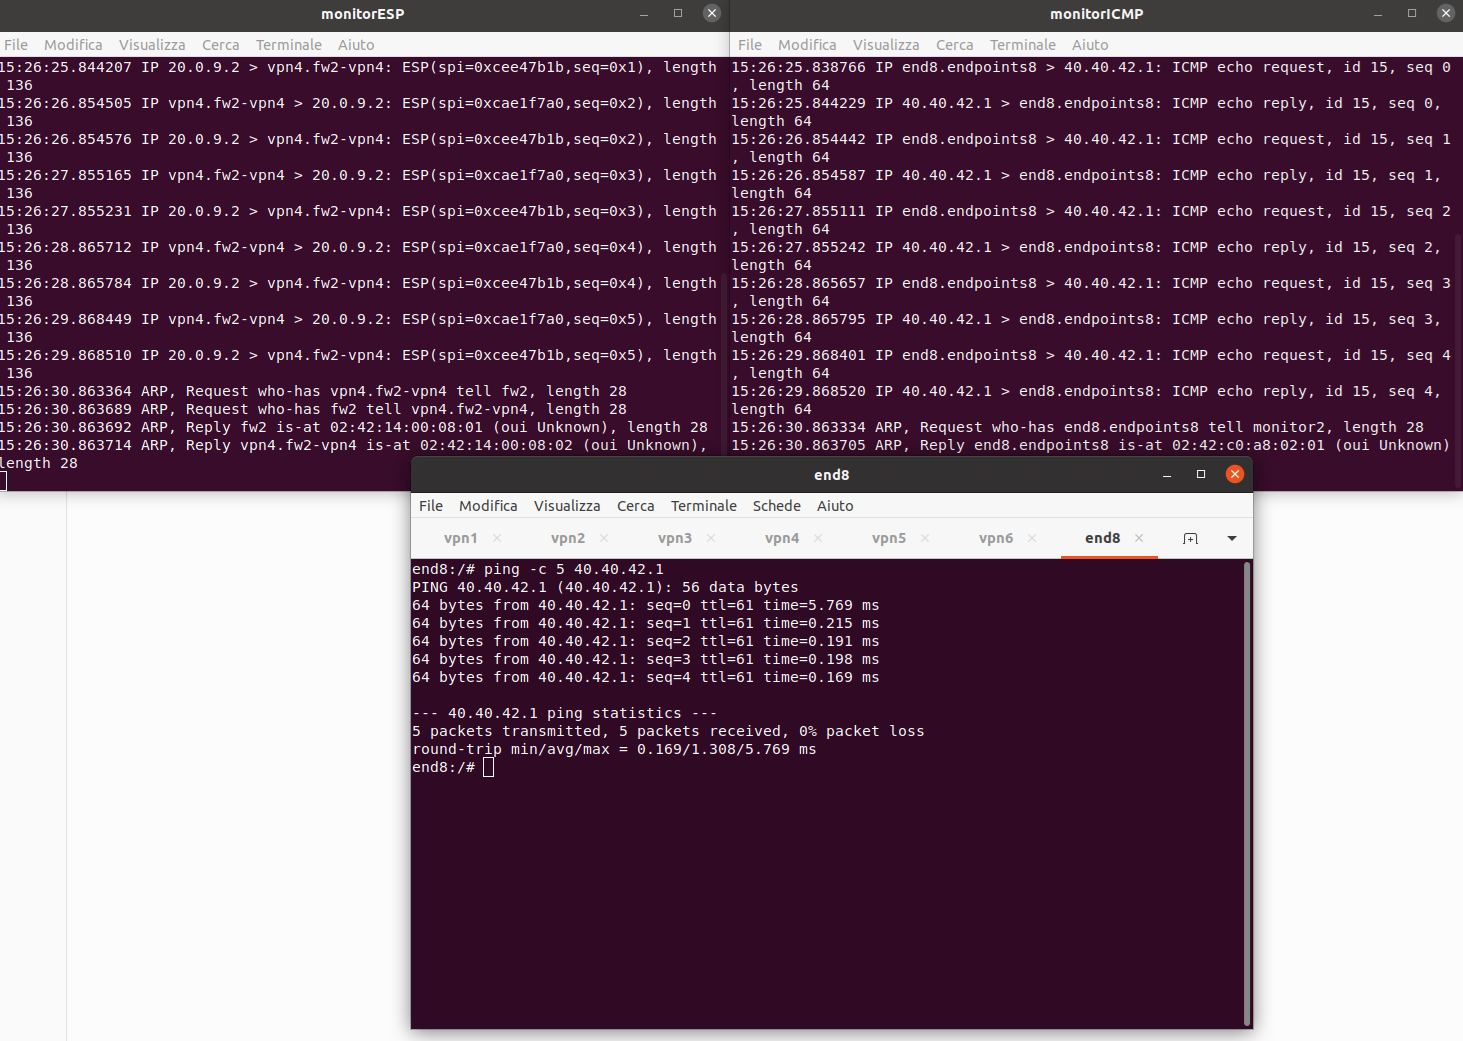 monitorESP
File Modifica Visualizza Cerca Terminale Aiuto
15:26:25.844207 IP 20.0.9.2 > vpn4.fw2-vpn4: ESP(spi=0xcee47b1b,seq=0x1), length
136
15:26:26.854505 IP vpn4.fw2-vpn4 > 20.0.9.2: ESP(spi=0xcae1f7a0,seq=0x2), length
136
15:26:26.854576 IP 20.0.9.2 > vpn4.fw2-vpn4: ESP(spi=0xcee47b1b,seq=0x2), length
136
15:26:27.855165 IP vpn4.fw2-vpn4 > 20.0.9.2: ESP(spi=0xcae1f7a0,seq=0x3), length
136
15:26:27.855231 IP 20.0.9.2 > vpn4.fw2-vpn4: ESP(spi=0xcee47b1b,seq=0x3), length
136
15:26:28.865712 IP vpn4.fw2-vpn4 > 20.0.9.2: ESP(spi=0xcae1f7a0,seq=0x4), length
136
15:26:28.865784 IP 20.0.9.2 > vpn4.fw2-vpn4: ESP(spi=0xcee47b1b,seq=0x4), length
136
15:26:29.868449 IP vpn4.fw2-vpn4 > 20.0.9.2: ESP(spi=0xcae1f7a0,seq=0x5), length
136
15:26:29.868510 IP 20.0.9.2 > vpn4.fw2-vpn4: ESP(spi=0xcee47b1b,seq=0x5), length
136
15:26:30.863364 ARP, Request who-has vpn4.fw2-vpn4 tell fw2, length 28
15:26:30.863689 ARP, Request who-has fw2 tell vpn4.fw2-vpn4, length 28
15:26:30.863692 ARP, Reply fw2 is-at 02:42:14:00:08:01 (oui Unknown), length 28
15:26:30.863714 ARP, Reply vpn4.fw2-vpn4 is-at 02:42:14:00:08:02 (oui Unknown),
length 28
monitorICMP
File Modifica Visualizza Cerca Terminale Aiuto
15:26:25.838766 IP end8.endpoints8 > 40.40.42.1: ICMP echo request, id 15, seq 0
, length 64
15:26:25.844229 IP 40.40.42.1 > end8.endpoints8: ICMP echo reply, id 15, seq 0,
length 64
15:26:26.854442 IP end8.endpoints8 > 40.40.42.1: ICMP echo request, id 15, seq 1
, length 64
15:26:26.854587 IP 40.40.42.1 > end8.endpoints8: ICMP echo reply, id 15, seq 1,
length 64
15:26:27.855111 IP end8.endpoints8 > 40.40.42.1: ICMP echo request, id 15, seq 2
, length 64
15:26:27.855242 IP 40.40.42.1 > end8.endpoints8: ICMP echo reply, id 15, seq 2,
length 64
15:26:28.865657 IP end8.endpoints8 > 40.40.42.1: ICMP echo request, id 15, seq 3
, length 64
15:26:28.865795 IP 40.40.42.1 > end8.endpoints8: ICMP echo reply, id 15, seq 3,
length 64
15:26:29.868401 IP end8.endpoints8 > 40.40.42.1: ICMP echo request, id 15, seq 4
, length 64
15:26:29.868520 IP 40.40.42.1 > end8.endpoints8: ICMP echo reply, id 15, seq 4,
length 64
15:26:30.863334 ARP, Request who-has end8.endpoints8 tell monitor2, length 28
15:26:30.863705 ARP, Reply end8.endpoints8 is-at 02:42:c0:a8:02:01 (oui Unknown)
end8
File Modifica Visualizza Cerca Terminale Schede Aiuto
vpn1 vpn2 vpn3 vpn4 vpn5 vpn6 end8
end8:/# ping -c 5 40.40.42.1
PING 40.40.42.1 (40.40.42.1): 56 data bytes
64 bytes from 40.40.42.1: seq=0 ttl=61 time=5.769 ms
64 bytes from 40.40.42.1: seq=1 ttl=61 time=0.215 ms
64 bytes from 40.40.42.1: seq=2 ttl=61 time=0.191 ms
64 bytes from 40.40.42.1: seq=3 ttl=61 time=0.198 ms
64 bytes from 40.40.42.1: seq=4 ttl=61 time=0.169 ms
--- 40.40.42.1 ping statistics ---
5 packets transmitted, 5 packets received, 0% packet loss
round-trip min/avg/max = 0.169/1.308/5.769 ms
end8:/#